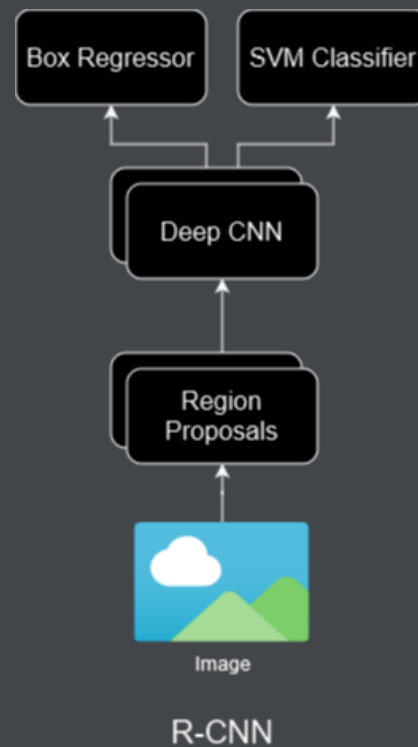 Box Regressor
SVM Classifier
Deep CNN
Region
Proposals
Image
R-CNN